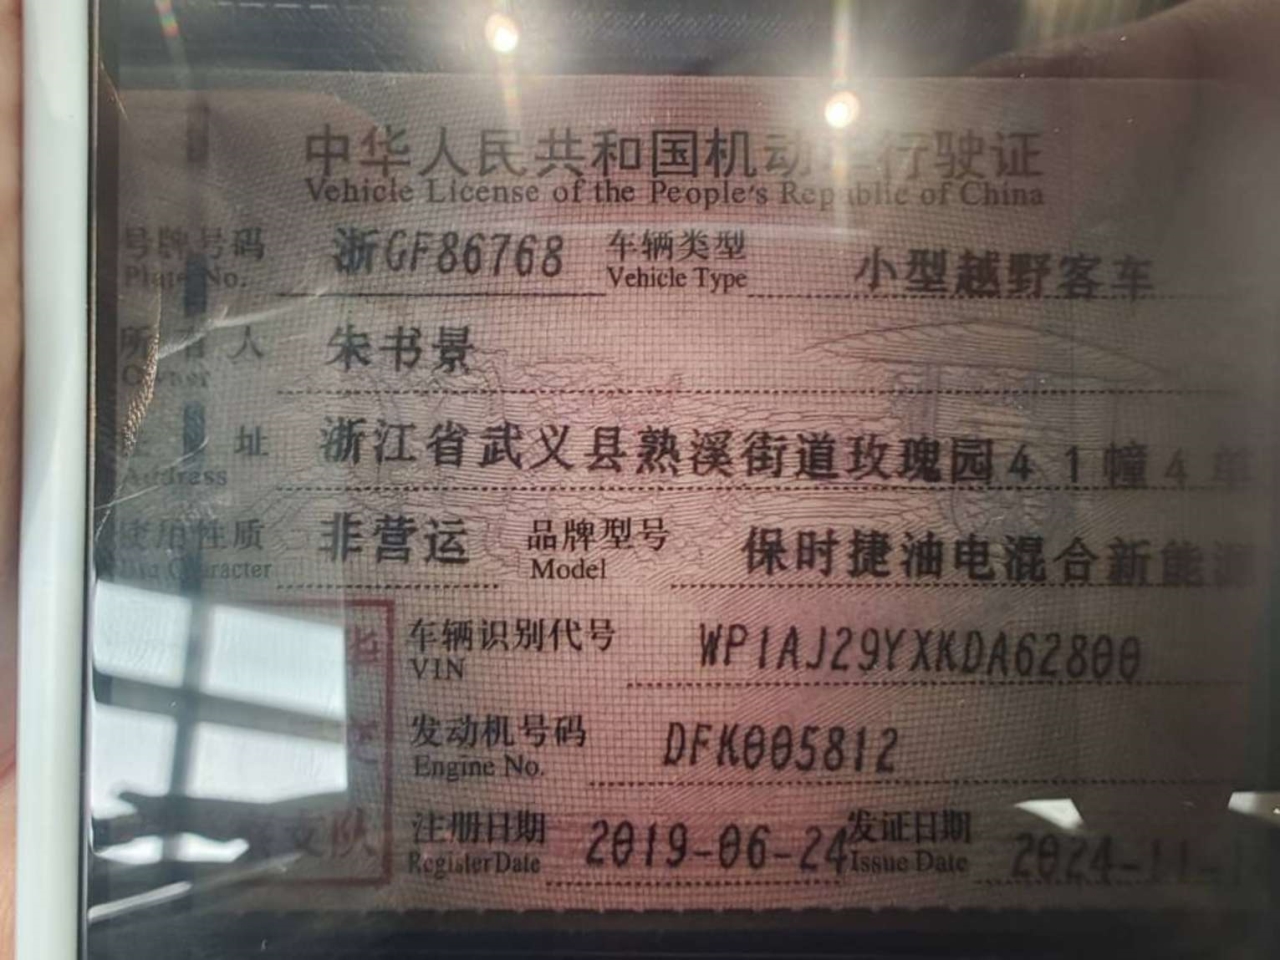 中华人民共和国机动车行驶证
Vehicle License of the People's Republic of China
号牌号码 浙GF86768 车辆类型 小型越野客车
Plate No. Vehicle Type
所有人 朱书景
Owner
住址 浙江省武义县熟溪街道玫瑰园41幢4单
Address
使用性质 非营运 品牌型号 保时捷油电混合新能源
Use Character Model
车辆识别代号 WP1AJ29YXKDA62800
VIN
发动机号码 DFK005812
Engine No.
注册日期 2019-06-24 发证日期 2024-11-
Register Date Issue Date
支队